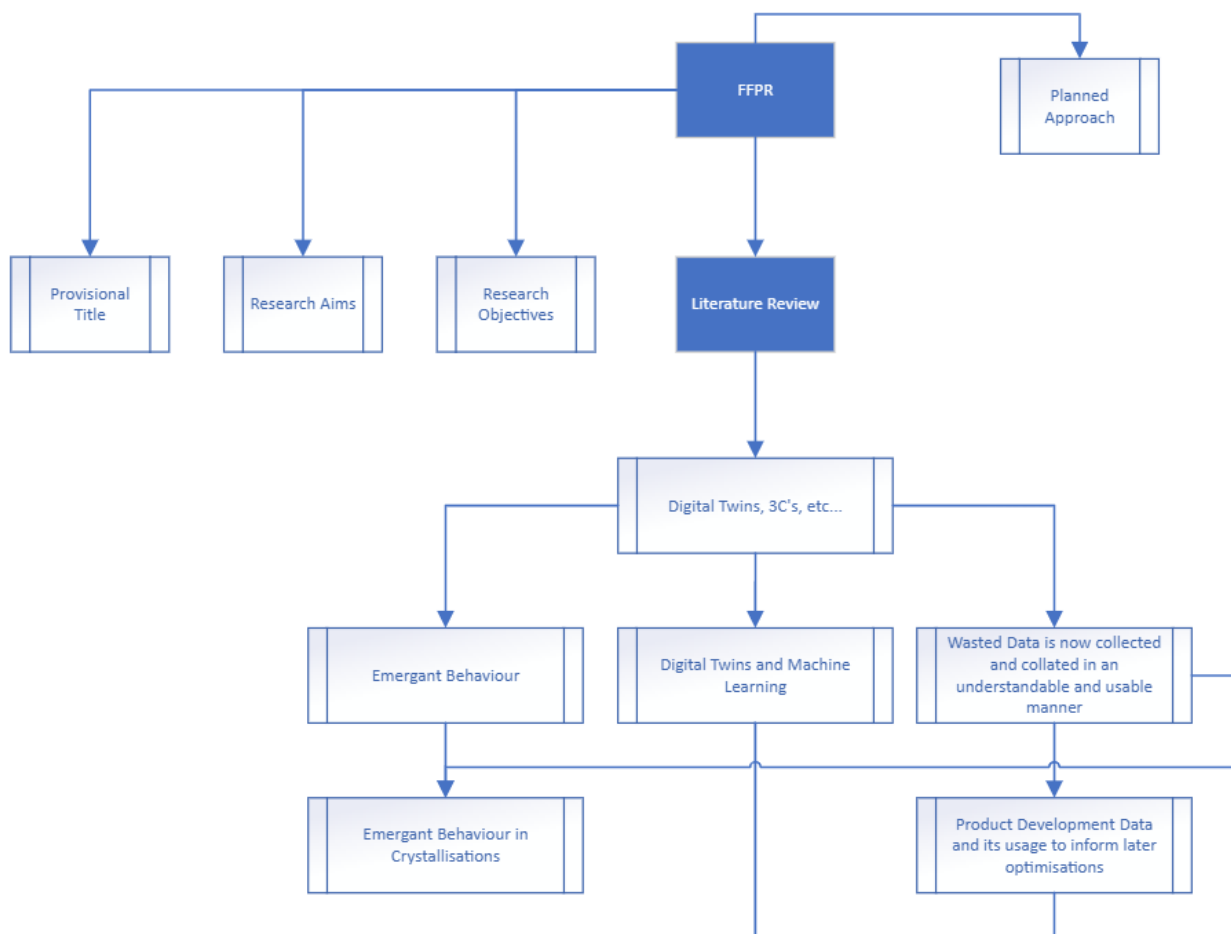 FFPR
Planned
Approach
Provisional
Title
Research Aims
Research
Objectives
Literature Review
Digital Twins, 3C's, etc...
Emergant Behaviour
Digital Twins and Machine
Learning
Wasted Data is now collected
and collated in an
understandable and usable
manner
Emergant Behaviour in
Crystallisations
Product Development Data
and its usage to inform later
optimisations